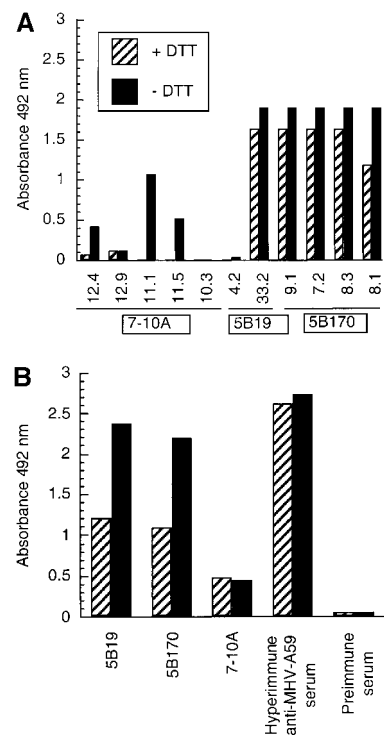 A
Absorbance 492 nm
3
2.5
2
1.5
1
0.5
0
+ DTT
- DTT
12.4
12.9
11.1
11.5
10.3
4.2
33.2
9.1
7.2
8.3
8.1
7-10A
5B19
5B170
B
Absorbance 492 nm
3
2.5
2
1.5
1
0.5
0
5B19
5B170
7-10A
Hyperimmune
anti-MHV-A59
serum
Preimmune
serum